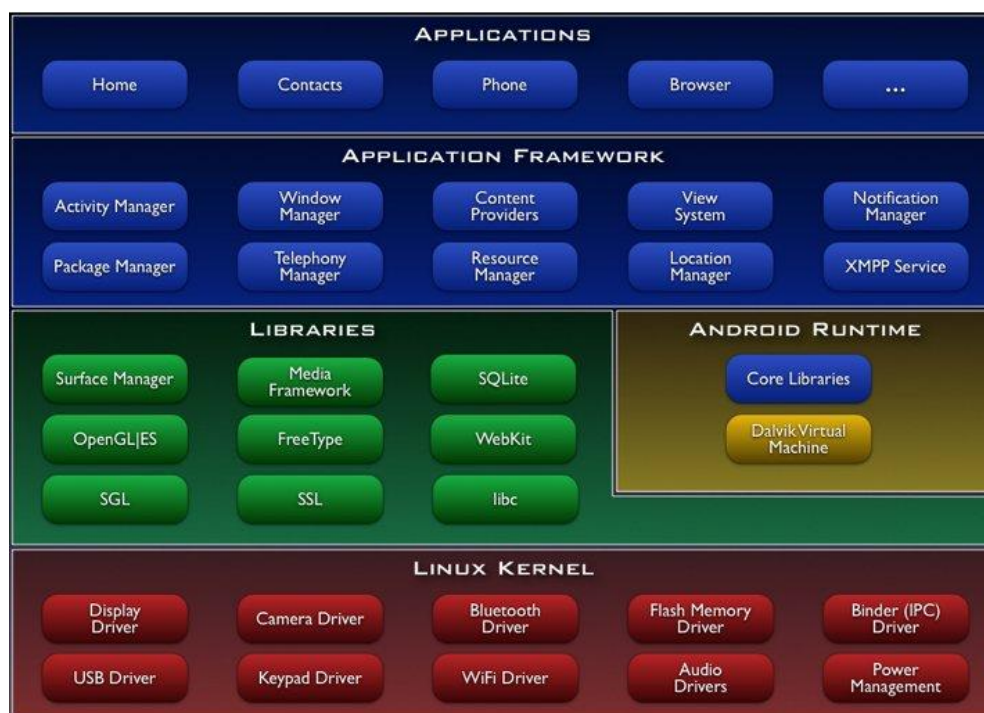 APPLICATIONS
Home
Contacts
Phone
Browser
...
APPLICATION FRAMEWORK
Activity Manager
Window
Manager
Content
Providers
View
System
Notification
Manager
Package Manager
Telephony
Manager
Resource
Manager
Location
Manager
XMPP Service
LIBRARIES
Surface Manager
Media
Framework
SQLite
OpenGL|ES
FreeType
WebKit
SGL
SSL
libc
ANDROID RUNTIME
Core Libraries
Dalvik Virtual
Machine
LINUX KERNEL
Display
Driver
Camera Driver
Bluetooth
Driver
Flash Memory
Driver
Binder (IPC)
Driver
USB Driver
Keypad Driver
WiFi Driver
Audio
Drivers
Power
Management